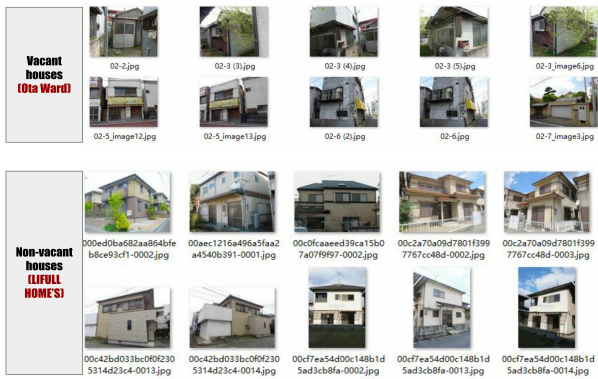 Vacant
houses
(Ota Ward)
02-2.jpg
02-3 (3).jpg
02-3 (4).jpg
02-3 (5).jpg
02-3_image6.jpg
02-5_image12.jpg
02-5_image13.jpg
02-6 (2).jpg
02-6.jpg
02-7_image3.jpg
Non-vacant
houses
(LIFULL
HOME'S)
000ed0ba682aa864bfe
b8ce93cf1-0002.jpg
00aec1216a496a5faa2
a4540b391-0001.jpg
00c0fcaaeed39ca15b0
7a07f9f97-0002.jpg
00c2a70a09d7801f399
7767cc48d-0002.jpg
00c2a70a09d7801f399
7767cc48d-0003.jpg
00c42bd033bc0f0f230
5314d23c4-0013.jpg
00c42bd033bc0f0f230
5314d23c4-0014.jpg
00cf7ea54d00c148b1d
5ad3cb8fa-0002.jpg
00cf7ea54d00c148b1d
5ad3cb8fa-0013.jpg
00cf7ea54d00c148b1d
5ad3cb8fa-0014.jpg